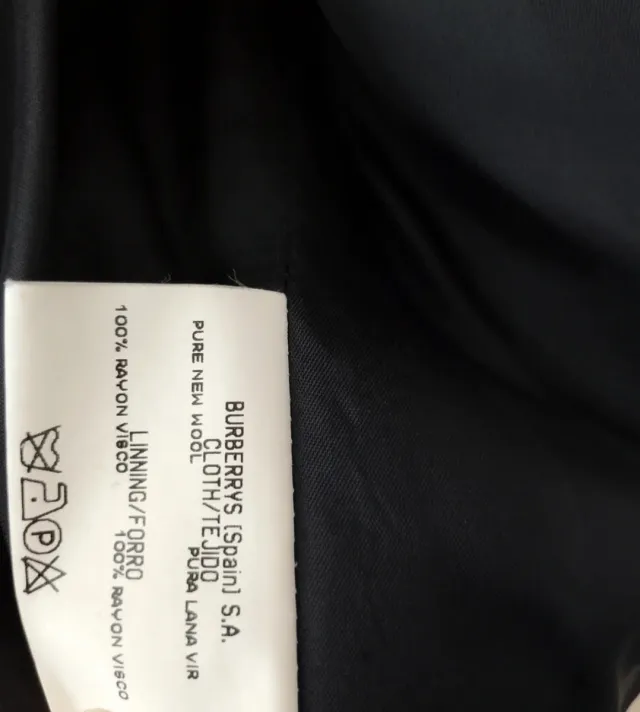 BURBERRYS [Spain] S.A.
CLOTH/TEJIDO
PURE NEW WOOL PURA LANA VIR
LINNING/FORRO
100% RAYON VISCO 100% RAYON VISCO
P